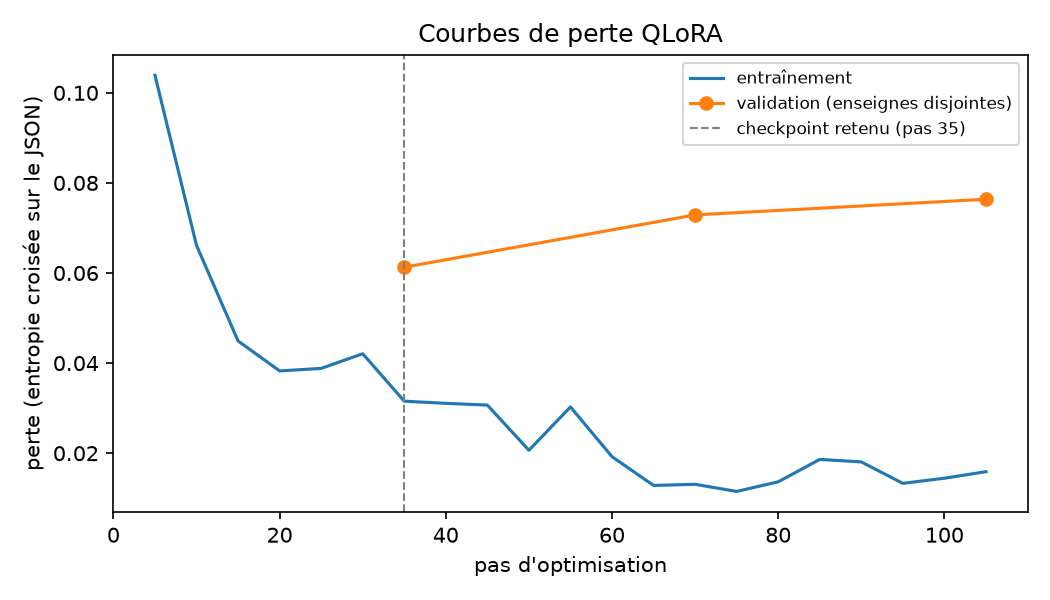 Courbes de perte QLoRA
entraînement
validation (enseignes disjointes)
checkpoint retenu (pas 35)
perte (entropie croisée sur le JSON)
0.10
0.08
0.06
0.04
0.02
0 20 40 60 80 100
pas d'optimisation